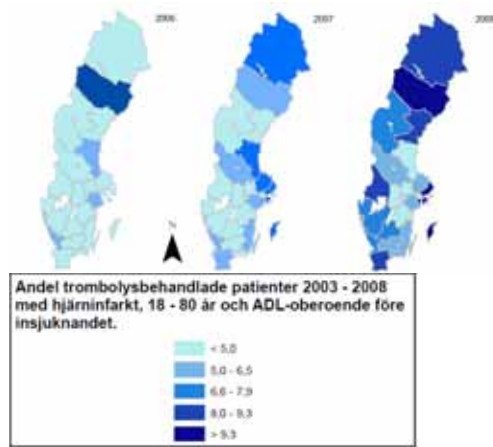 2006
2007
2008
N
Andel trombolysbehandlade patienter 2003 - 2008
med hjärninfarkt, 18 - 80 år och ADL-oberoende före
insjuknandet.
< 5,0
5,0 - 6,5
6,6 - 7,9
8,0 - 9,3
> 9,3